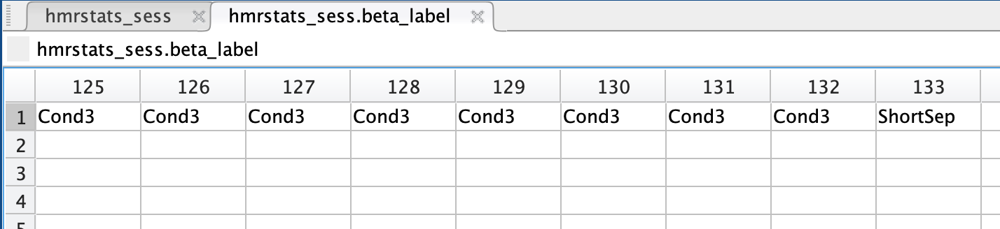 hmrstats_sess hmrstats_sess.beta_label
hmrstats_sess.beta_label
125 126 127 128 129 130 131 132 133
1 Cond3 Cond3 Cond3 Cond3 Cond3 Cond3 Cond3 Cond3 ShortSep
2
3
4
5